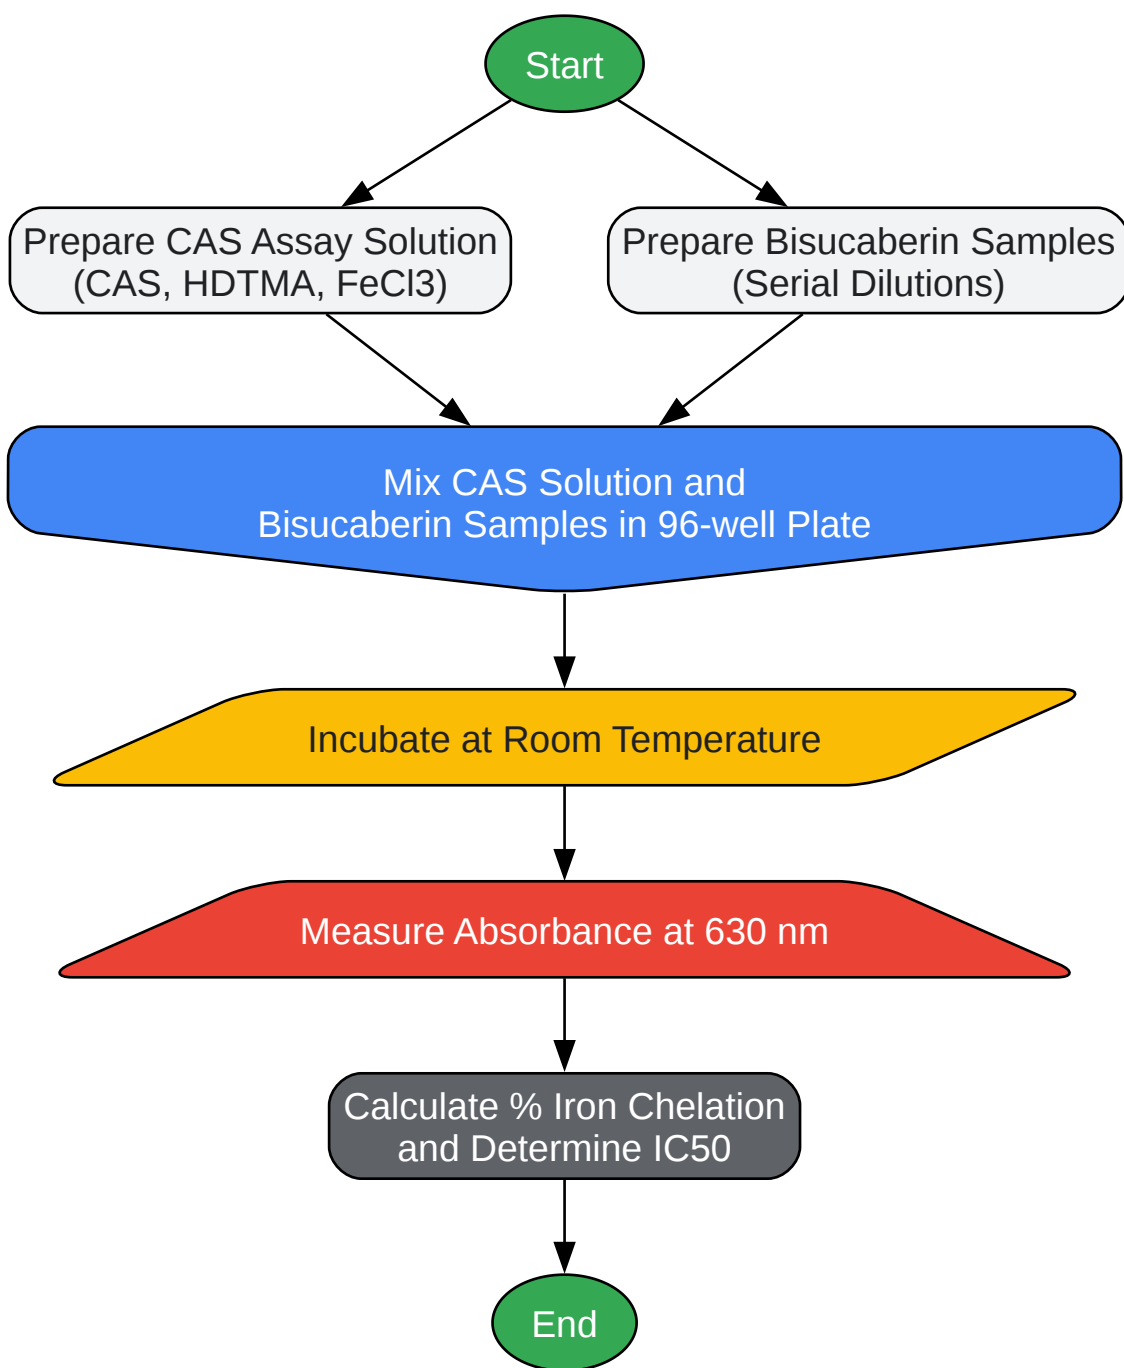 Start
Prepare CAS Assay Solution
(CAS, HDTMA, FeCl3)
Prepare Bisucaberin Samples
(Serial Dilutions)
Mix CAS Solution and
Bisucaberin Samples in 96-well Plate
Incubate at Room Temperature
Measure Absorbance at 630 nm
Calculate % Iron Chelation
and Determine IC50
End